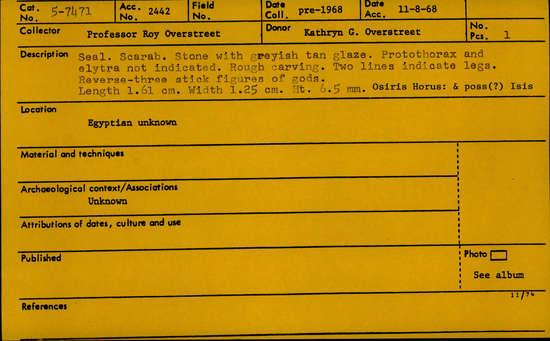 Cat. No. 5-7471 Acc. No. 2442 Field No. Date Coll. pre-1968 Date Acc. 11-8-68
Collector Professor Roy Overstreet Donor Kathryn G. Overstreet No. Pcs. 1
Description Seal. Scarab. Stone with greyish tan glaze. Protothorax and
elytra not indicated. Rough carving. Two lines indicate legs.
Reverse-three stick figures of gods.
Length 1.61 cm. Width 1.25 cm. Ht. 6.5 mm. Osiris Horus: & poss(?) Isis
Location
Egyptian unknown
Material and techniques
Archaeological context/Associations
Unknown
Attributions of dates, culture and use
Published
Photo
See album
References
11/74